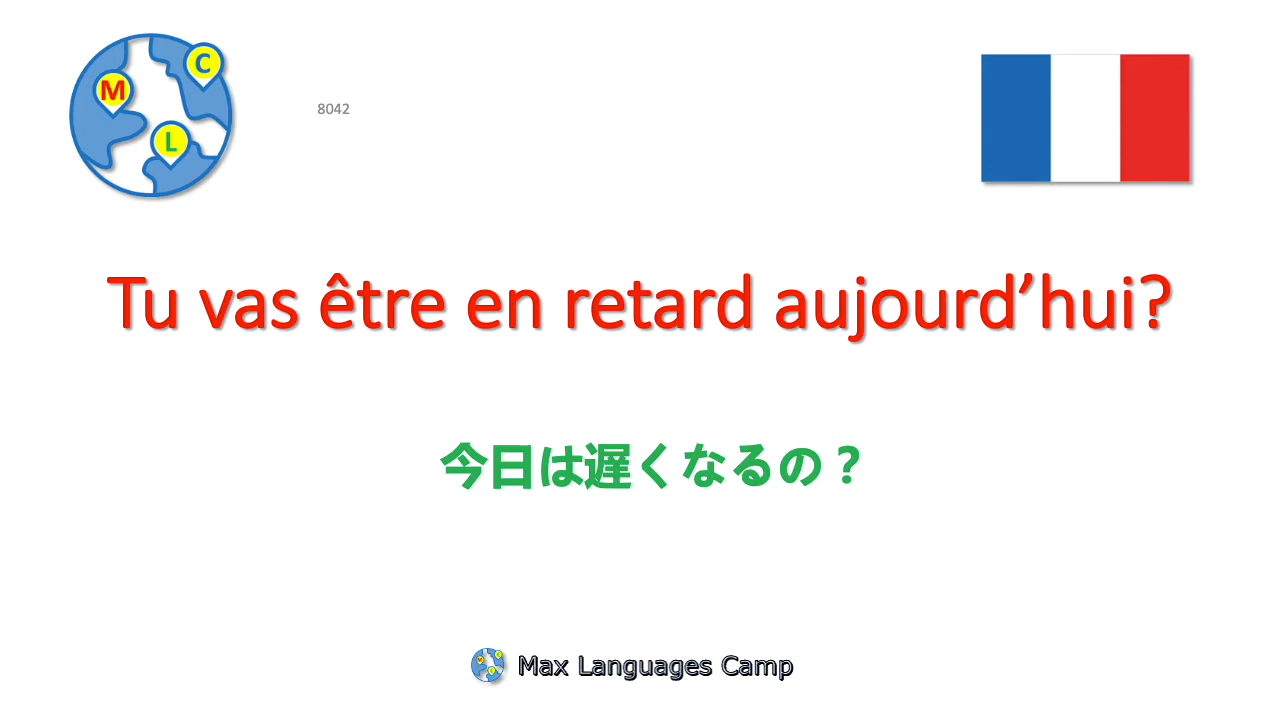 C
M
L
8042
Tu vas être en retard aujourd’hui?
今日は遅くなるの？
Max Languages Camp